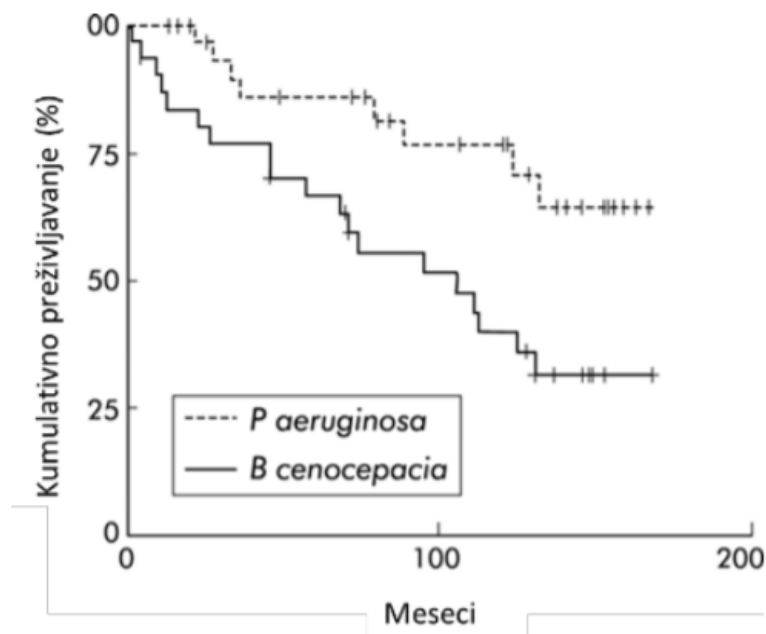 00
75
50
25
0
Kumulativno preživljavanje (%)
P aeruginosa
B cenocepacia
0
100
200
Meseci